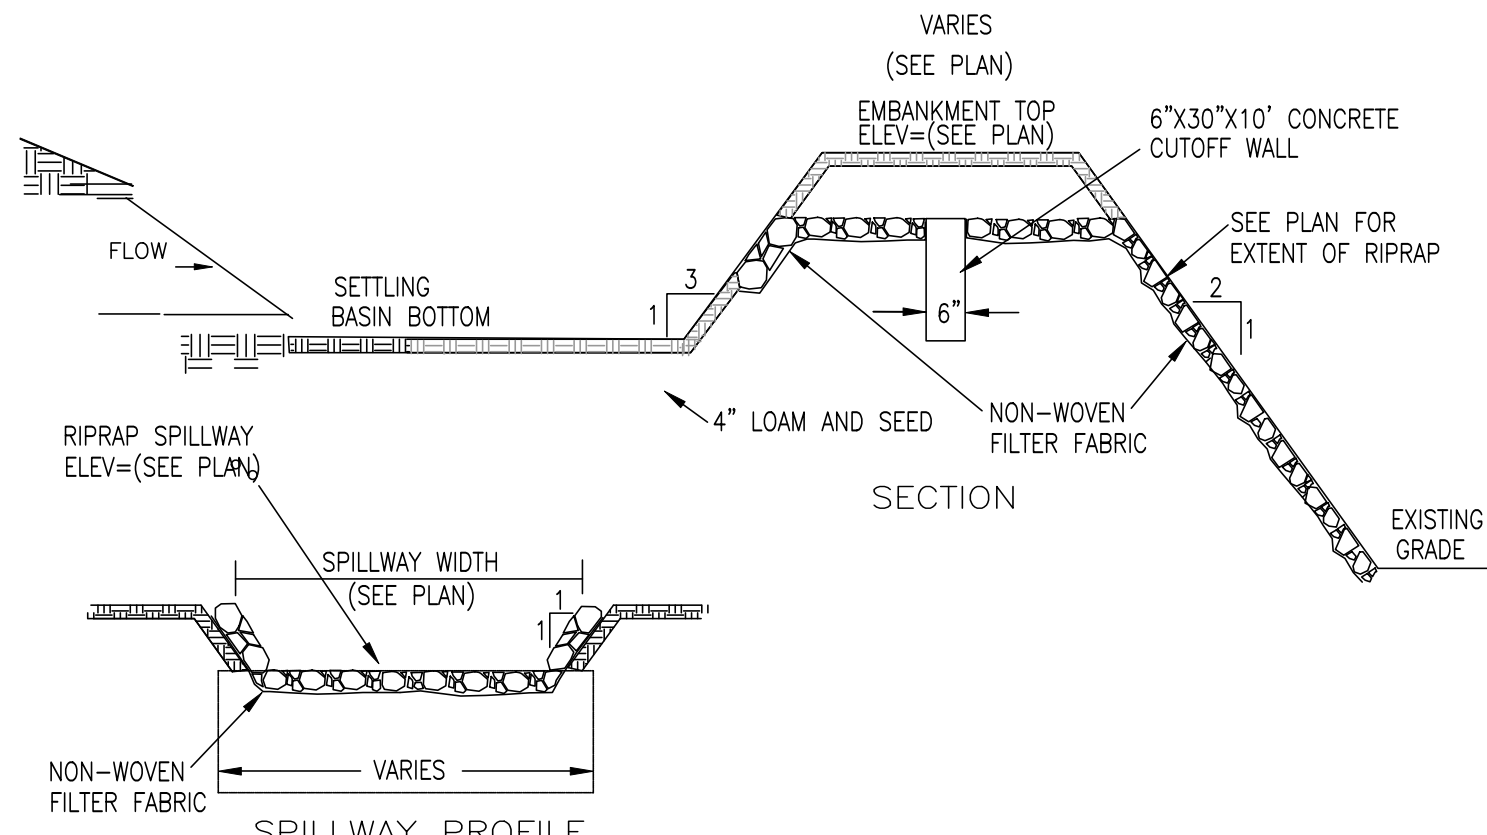 VARIES
(SEE PLAN)
EMBANKMENT TOP
ELEV=(SEE PLAN)
6"X30"X10' CONCRETE
CUTOFF WALL
SEE PLAN FOR
EXTENT OF RIPRAP
FLOW
SETTLING
BASIN BOTTOM
3
1
6"
2
1
4" LOAM AND SEED
NON-WOVEN
FILTER FABRIC
SECTION
EXISTING
GRADE
RIPRAP SPILLWAY
ELEV=(SEE PLAN)
SPILLWAY WIDTH
(SEE PLAN)
1
1
NON-WOVEN
FILTER FABRIC
VARIES
SPILLWAY PROFILE